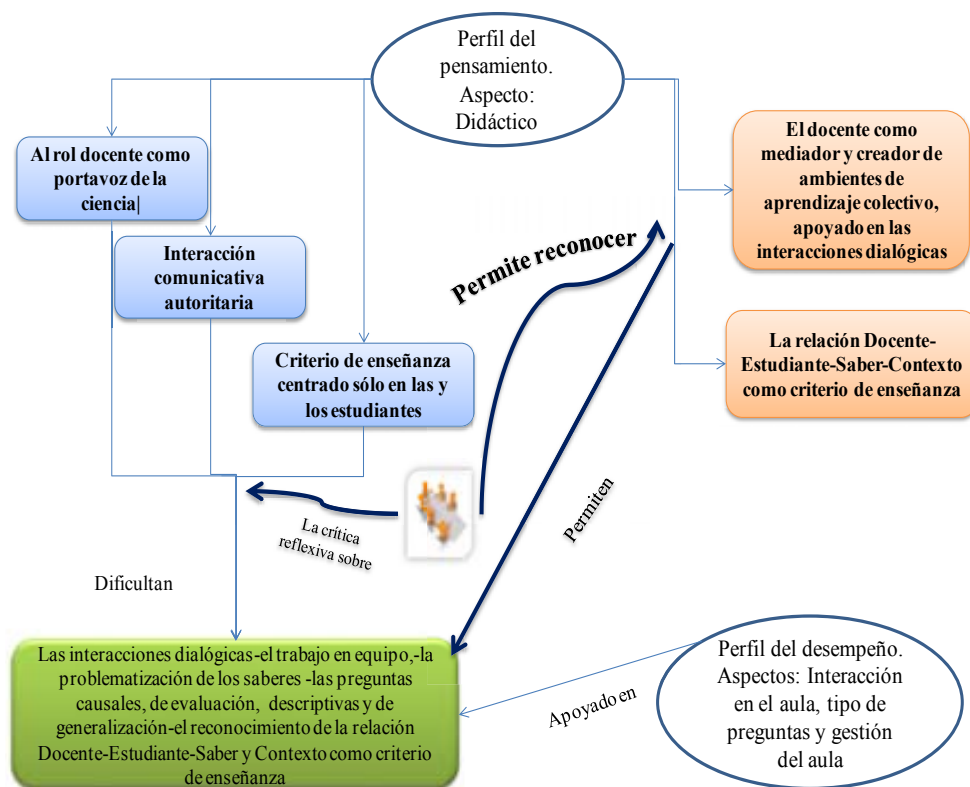 Perfil del
pensamiento.
Aspecto:
Didáctico
Al rol docente como
portavoz de la
ciencia|
El docente como
mediador y creador de
ambientes de
aprendizaje colectivo,
apoyado en las
interacciones dialógicas
Interacción
comunicativa
autoritaria
Permite reconocer
Criterio de enseñanza
centrado sólo en las y
los estudiantes
La relación Docente-
Estudiante-Saber-Contexto
como criterio de enseñanza
La crítica
reflexiva sobre
Permiten
Dificultan
Las interacciones dialógicas-el trabajo en equipo,-la
problematización de los saberes -las preguntas
causales, de evaluación, descriptivas y de
generalización-el reconocimiento de la relación
Docente-Estudiante-Saber y Contexto como criterio
de enseñanza
Apoyado en
Perfil del desempeño.
Aspectos: Interacción
en el aula, tipo de
preguntas y gestión
del aula